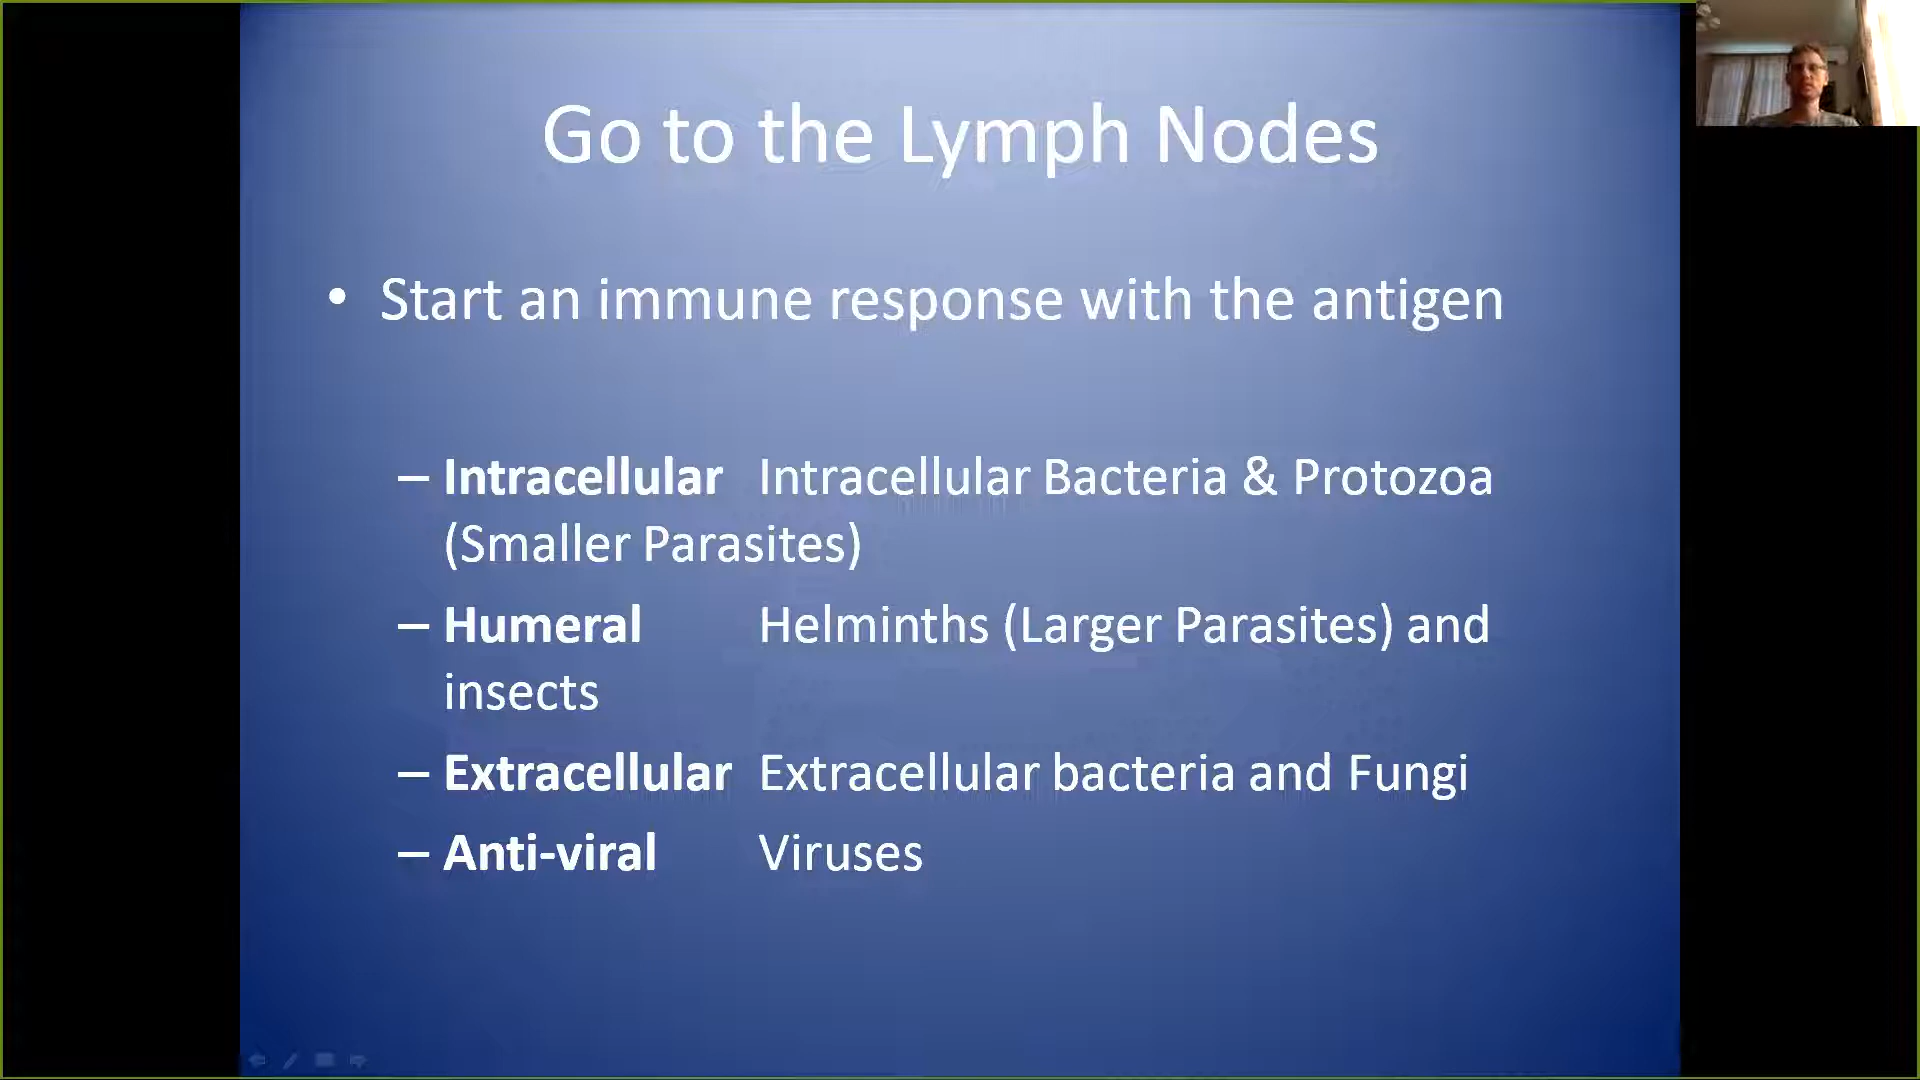 Go to the Lymph Nodes
• Start an immune response with the antigen
– Intracellular Intracellular Bacteria & Protozoa
(Smaller Parasites)
– Humeral Helminths (Larger Parasites) and
insects
– Extracellular Extracellular bacteria and Fungi
– Anti-viral Viruses